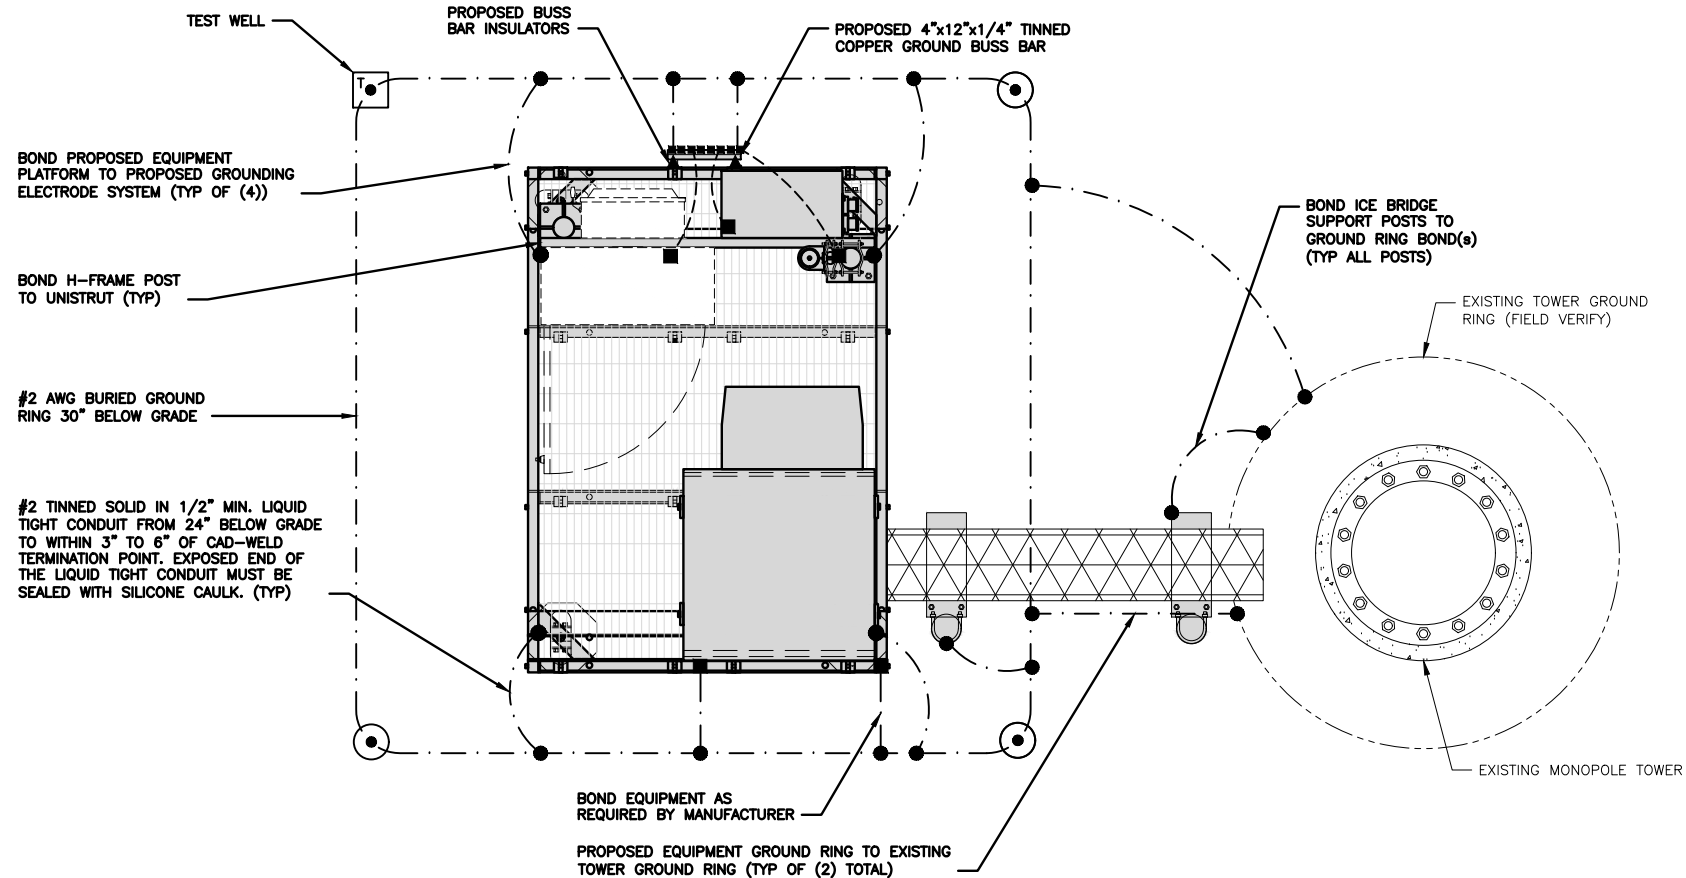 TEST WELL
PROPOSED BUSS
BAR INSULATORS
PROPOSED 4"x12"x1/4" TINNED
COPPER GROUND BUSS BAR
T
BOND PROPOSED EQUIPMENT
PLATFORM TO PROPOSED GROUNDING
ELECTRODE SYSTEM (TYP OF (4))
BOND ICE BRIDGE
SUPPORT POSTS TO
GROUND RING BOND(s)
(TYP ALL POSTS)
BOND H-FRAME POST
TO UNISTRUT (TYP)
EXISTING TOWER GROUND
RING (FIELD VERIFY)
#2 AWG BURIED GROUND
RING 30" BELOW GRADE
#2 TINNED SOLID IN 1/2" MIN. LIQUID
TIGHT CONDUIT FROM 24" BELOW GRADE
TO WITHIN 3" TO 6" OF CAD-WELD
TERMINATION POINT. EXPOSED END OF
THE LIQUID TIGHT CONDUIT MUST BE
SEALED WITH SILICONE CAULK. (TYP)
EXISTING MONOPOLE TOWER
BOND EQUIPMENT AS
REQUIRED BY MANUFACTURER
PROPOSED EQUIPMENT GROUND RING TO EXISTING
TOWER GROUND RING (TYP OF (2) TOTAL)